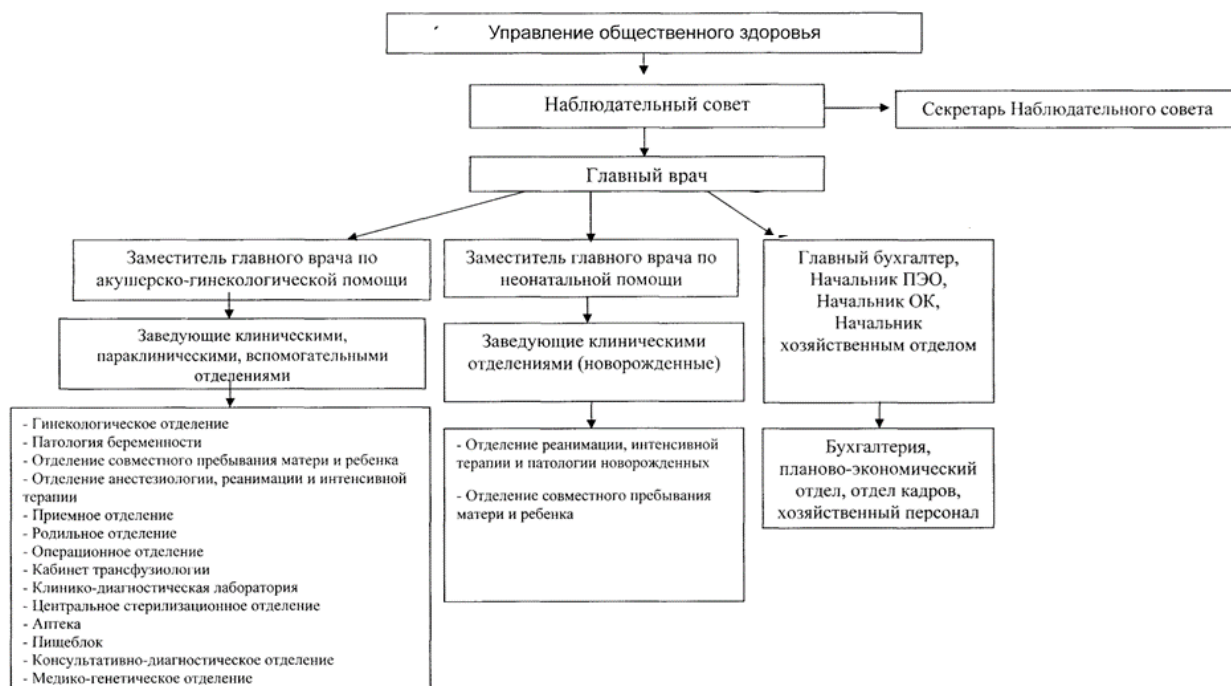 Управление общественного здоровья
Наблюдательный совет
Секретарь Наблюдательного совета
Главный врач
Заместитель главного врача по
акушерско-гинекологической помощи
Заместитель главного врача по
неонатальной помощи
Главный бухгалтер,
Начальник ПЭО,
Начальник ОК,
Начальник
хозяйственным отделом
Заведующие клиническими,
параклиническими, вспомогательными
отделениями
Заведующие клиническими
отделениями (новорожденные)
- Гинекологическое отделение
- Патология беременности
- Отделение совместного пребывания матери и ребенка
- Отделение анестезиологии, реанимации и интенсивной
терапии
- Приемное отделение
- Родильное отделение
- Операционное отделение
- Кабинет трансфузиологии
- Клинико-диагностическая лаборатория
- Центральное стерилизационное отделение
- Аптека
- Пищеблок
- Консультативно-диагностическое отделение
- Медико-генетическое отделение
- Отделение реанимации, интенсивной
терапии и патологии новорожденных
- Отделение совместного пребывания
матери и ребенка
Бухгалтерия,
планово-экономический
отдел, отдел кадров,
хозяйственный персонал